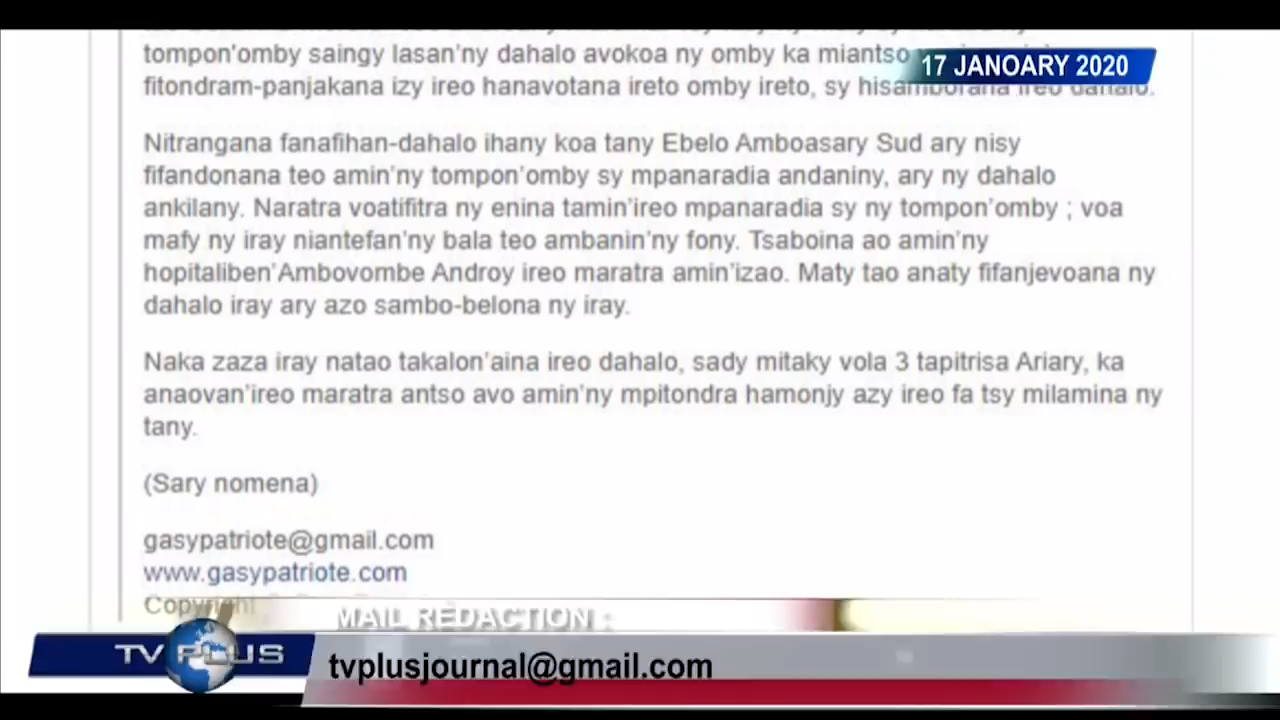 tompon'omby saingy lasan'ny dahalo avokoa ny omby ka miantso
17 JANOARY 2020
fitondram-panjakana izy ireo hanavotana ireto omby ireto, sy hisamborana ireo dahalo.
Nitrangana fanafihan-dahalo ihany koa tany Ebelo Amboasary Sud ary nisy
fifandonana teo amin'ny tompon'omby sy mpanaradia andaniny, ary ny dahalo
ankilany. Naratra voatifitra ny enina tamin'ireo mpanaradia sy ny tompon'omby ; voa
mafy ny iray niantefan'ny bala teo ambanin'ny fony. Tsaboina ao amin'ny
hopitaliben'Ambovombe Androy ireo maratra amin'izao. Maty tao anaty fifanjevoana ny
dahalo iray ary azo sambo-belona ny iray.
Naka zaza iray natao takalon'aina ireo dahalo, sady mitaky vola 3 tapitrisa Ariary, ka
anaovan'ireo maratra antso avo amin'ny mpitondra hamonjy azy ireo fa tsy milamina ny
tany.
(Sary nomena)
gasypatriote@gmail.com
www.gasypatriote.com
Copyright
MAIL REDACTION :
TV PLUS
tvplusjournal@gmail.com